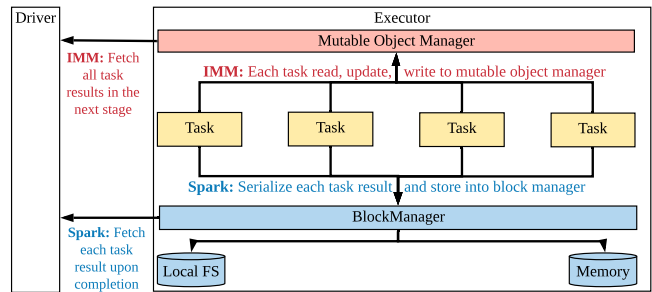 Driver
Executor
Mutable Object Manager
IMM: Fetch
all task
results in the
next stage
IMM: Each task read, update, write to mutable object manager
Task
Task
Task
Task
Spark: Serialize each task result and store into block manager
BlockManager
Spark: Fetch
each task
result upon
completion
Local FS
Memory